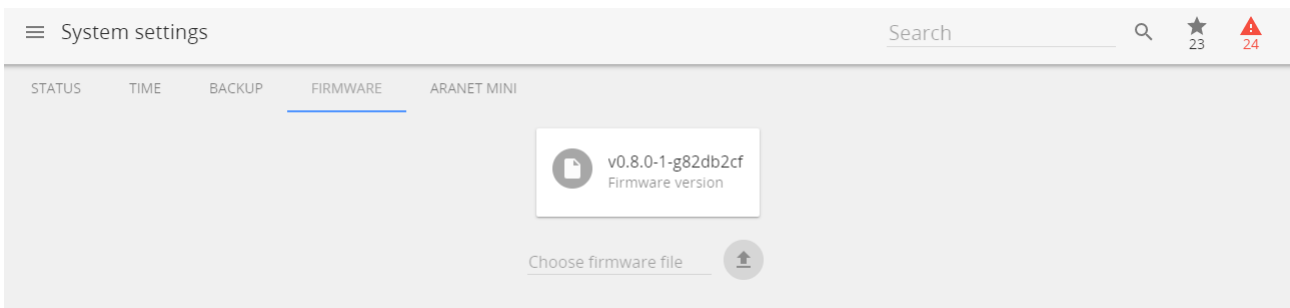 System settings
Search
23
24
STATUS TIME BACKUP FIRMWARE ARANET MINI
v0.8.0-1-g82db2cf
Firmware version
Choose firmware file